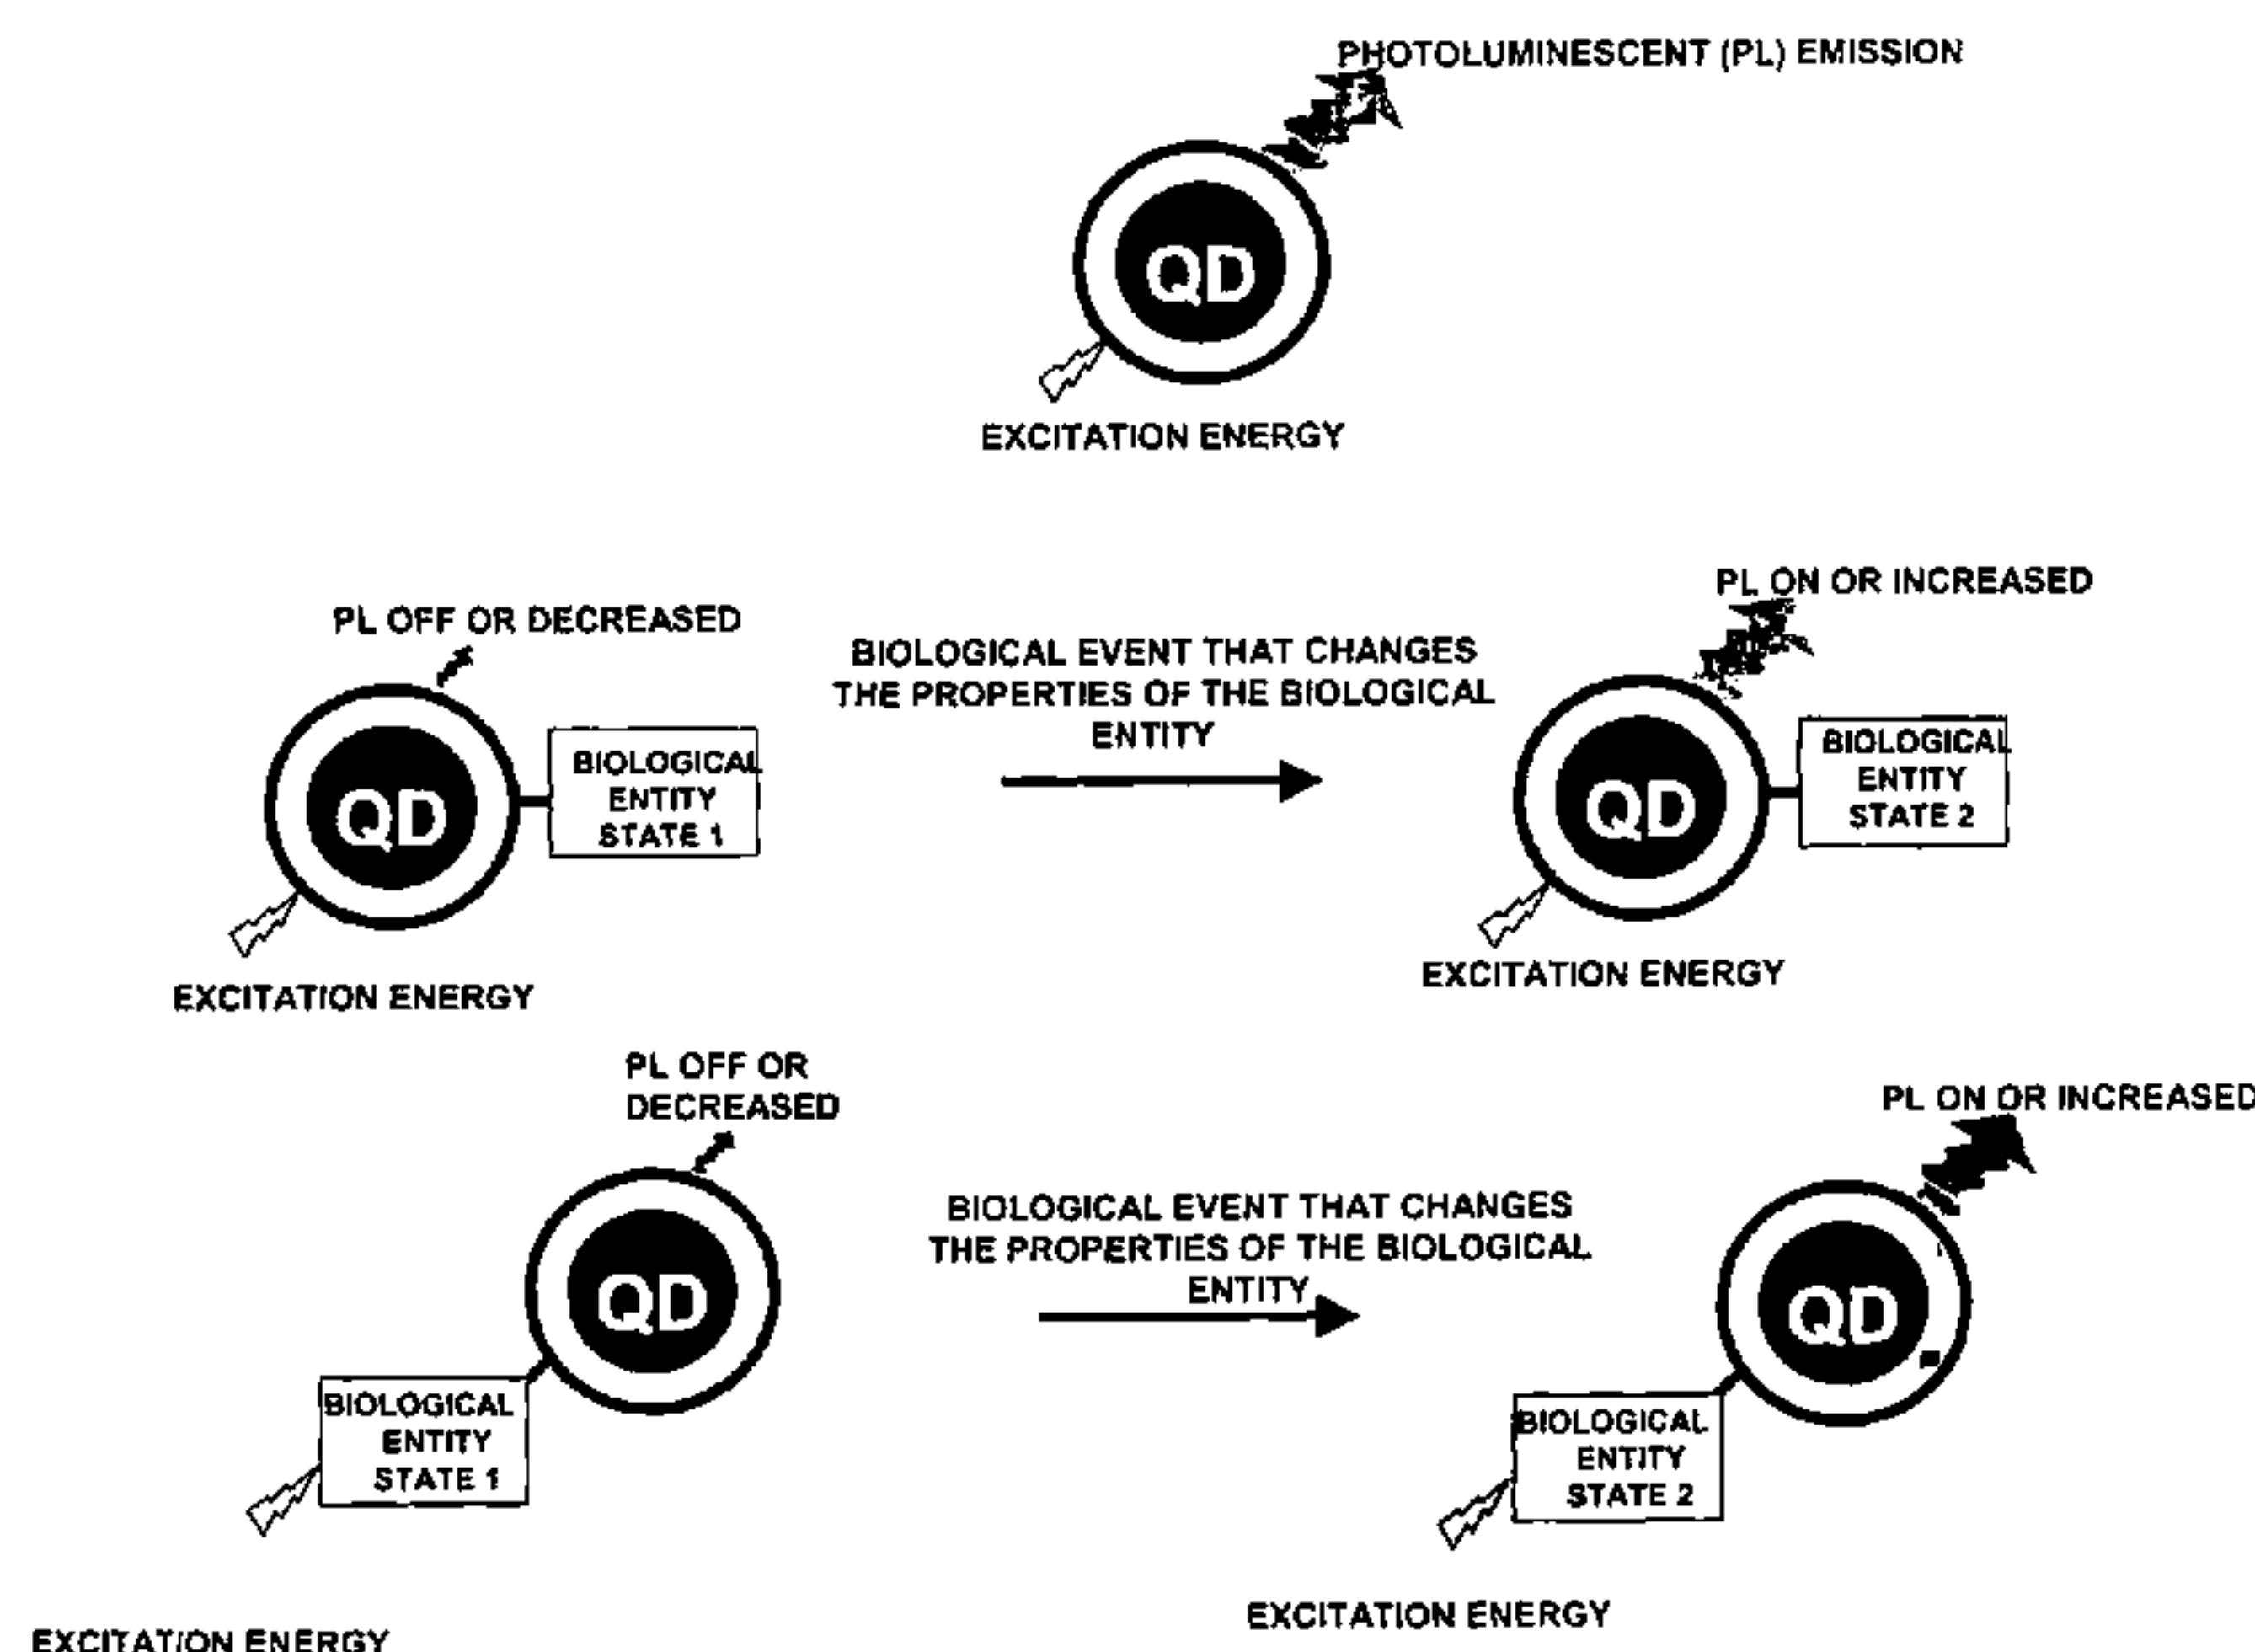 PHOTOLUMINESCENT (PL) EMISSION
QD
EXCITATION ENERGY
PL OFF OR DECREASED
QD
BIOLOGICAL
ENTITY
STATE 1
EXCITATION ENERGY
BIOLOGICAL EVENT THAT CHANGES
THE PROPERTIES OF THE BIOLOGICAL
ENTITY
PL ON OR INCREASED
QD
BIOLOGICAL
ENTITY
STATE 2
EXCITATION ENERGY
PL OFF OR
DECREASED
QD
BIOLOGICAL
ENTITY
STATE 1
EXCITATION ENERGY
BIOLOGICAL EVENT THAT CHANGES
THE PROPERTIES OF THE BIOLOGICAL
ENTITY
PL ON OR INCREASED
QD
BIOLOGICAL
ENTITY
STATE 2
EXCITATION ENERGY